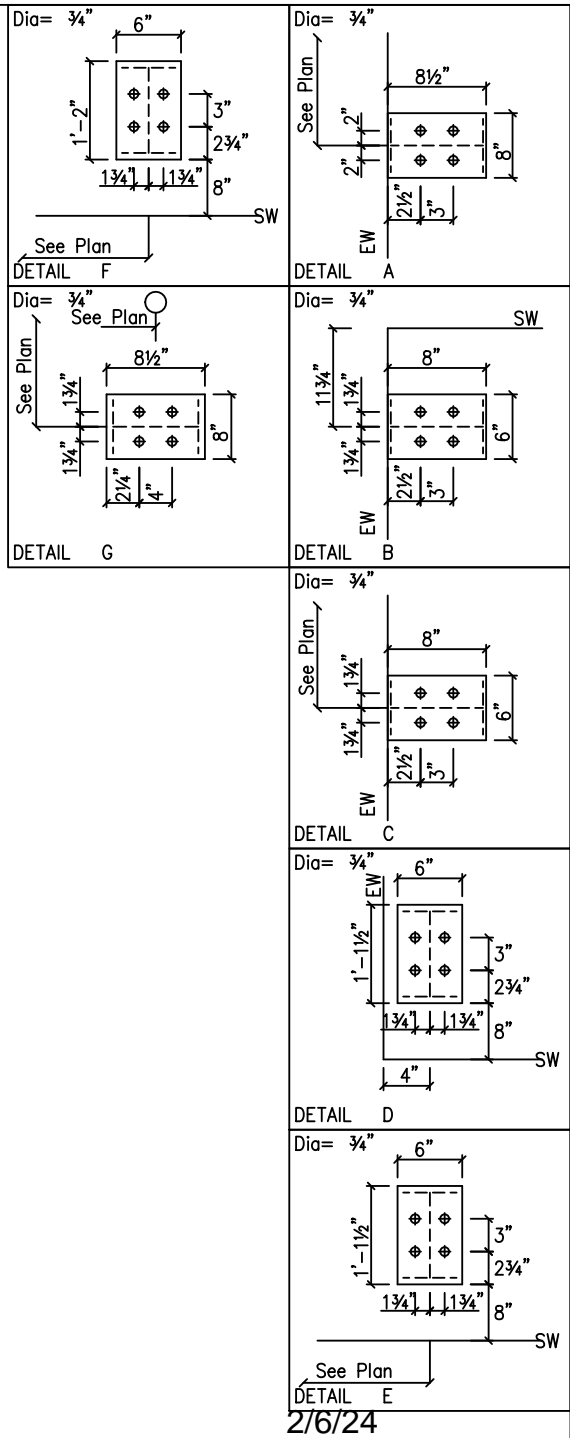 Dia= ¾"
6"
1'-2"
3"
2¾"
1¾" 1¾"
8"
SW
See Plan
DETAIL F
Dia= ¾"
See Plan
8½"
2"
2"
8"
2½" 3"
EW
DETAIL A
Dia= ¾"
See Plan
See Plan
8½"
1¾"
1¾"
8"
2¼" 4"
DETAIL G
Dia= ¾"
SW
11¾"
8"
1¾"
1¾"
6"
2½" 3"
EW
DETAIL B
Dia= ¾"
See Plan
8"
1¾"
1¾"
6"
2½" 3"
EW
DETAIL C
Dia= ¾"
EW
6"
1'-1½"
3"
2¾"
1¾" 1¾"
8"
SW
4"
DETAIL D
Dia= ¾"
6"
1'-1½"
3"
2¾"
1¾" 1¾"
8"
SW
See Plan
DETAIL E
2/6/24